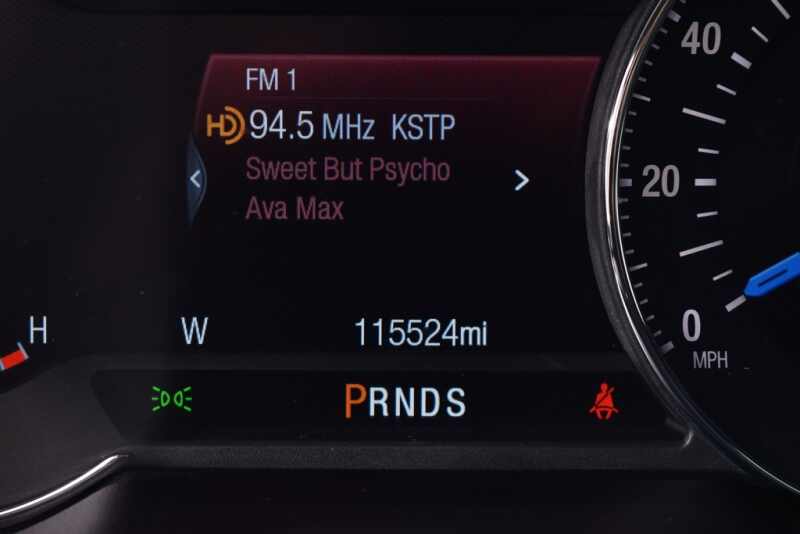 FM 1
HD 94.5 MHz KSTP
Sweet But Psycho
Ava Max
H
W
115524mi
PRNDS
40
20
0
MPH